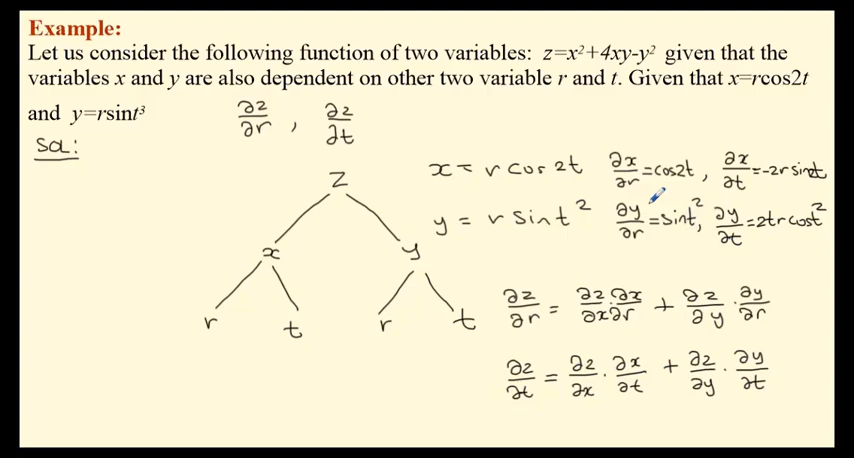 Example:
Let us consider the following function of two variables: z=x²+4xy-y² given that the
variables x and y are also dependent on other two variable r and t. Given that x=rcos2t
and y=rsint³
∂z/∂r , ∂z/∂t
Sol:
x = r cos 2t ∂x/∂r = cos2t , ∂x/∂t = -2r sin2t
y = r sin t² ∂y/∂r = sint², ∂y/∂t = 2tr cost²
z
x y
r t r t
∂z/∂r = ∂z/∂x · ∂x/∂r + ∂z/∂y · ∂y/∂r
∂z/∂t = ∂z/∂x · ∂x/∂t + ∂z/∂y · ∂y/∂t